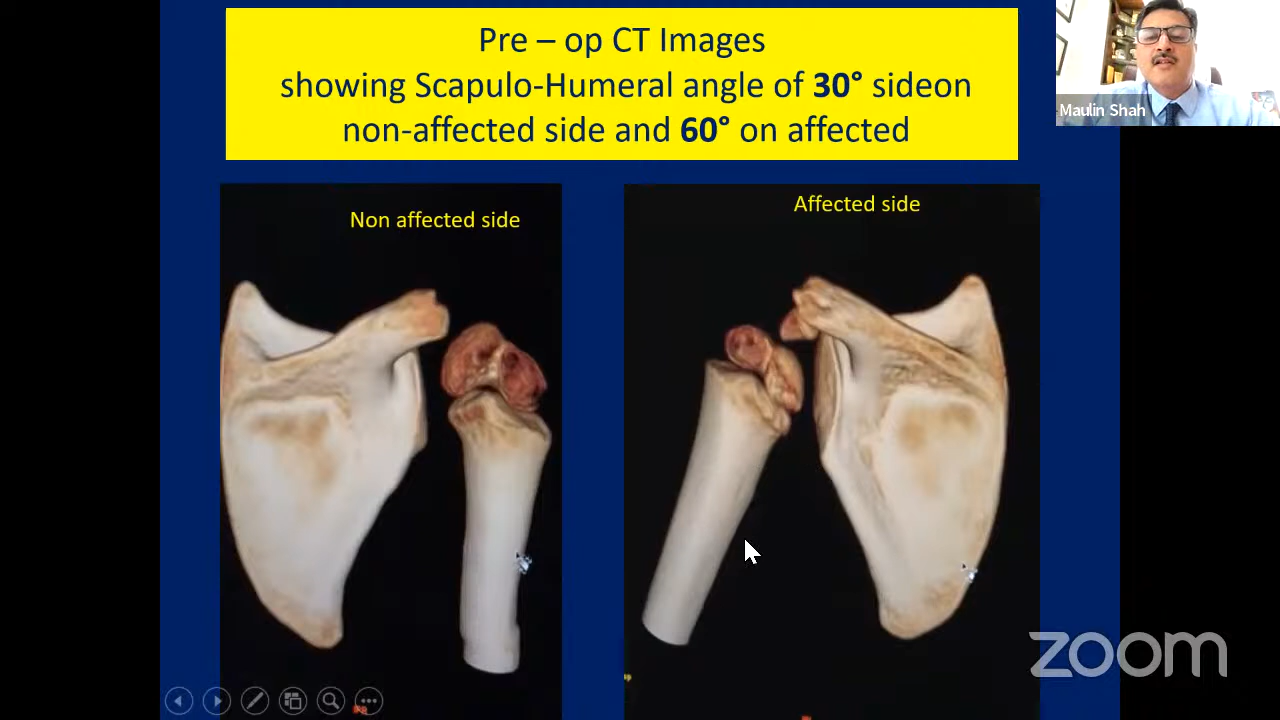 Pre – op CT Images
showing Scapulo-Humeral angle of 30° sideon
non-affected side and 60° on affected
Maulin Shah
Non affected side
Affected side
zoom